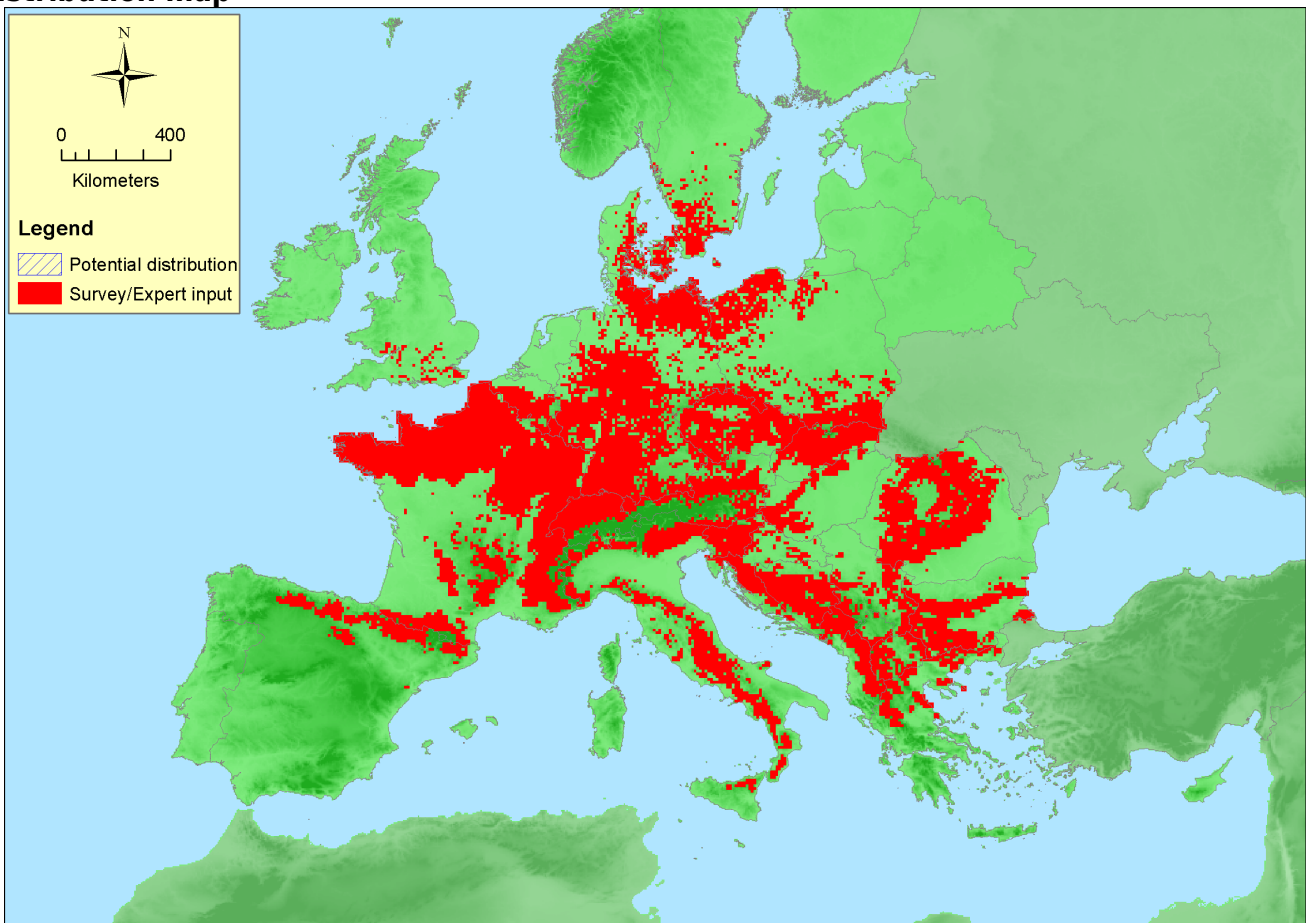 N
0 400
Kilometers
Legend
Potential distribution
Survey/Expert input